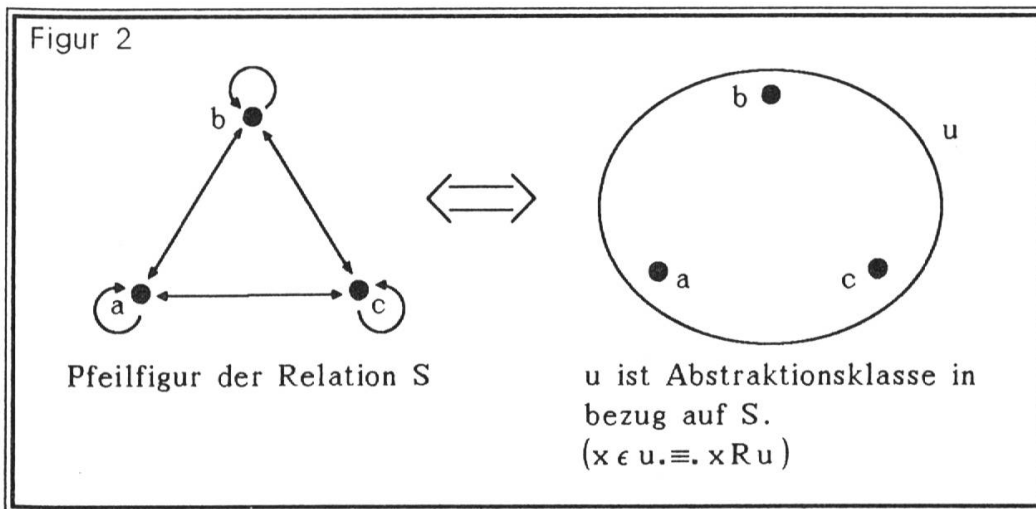 Figur 2
b
a
c
Pfeilfigur der Relation S
b
u
a
c
u ist Abstraktionsklasse in
bezug auf S.
(x ϵ u.≡. x R u)